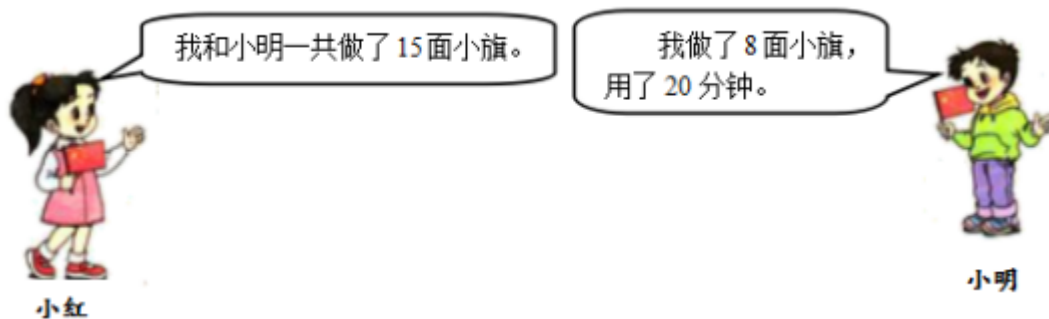 我和小明一共做了15面小旗。
我做了8面小旗，
用了20分钟。
小红
小明